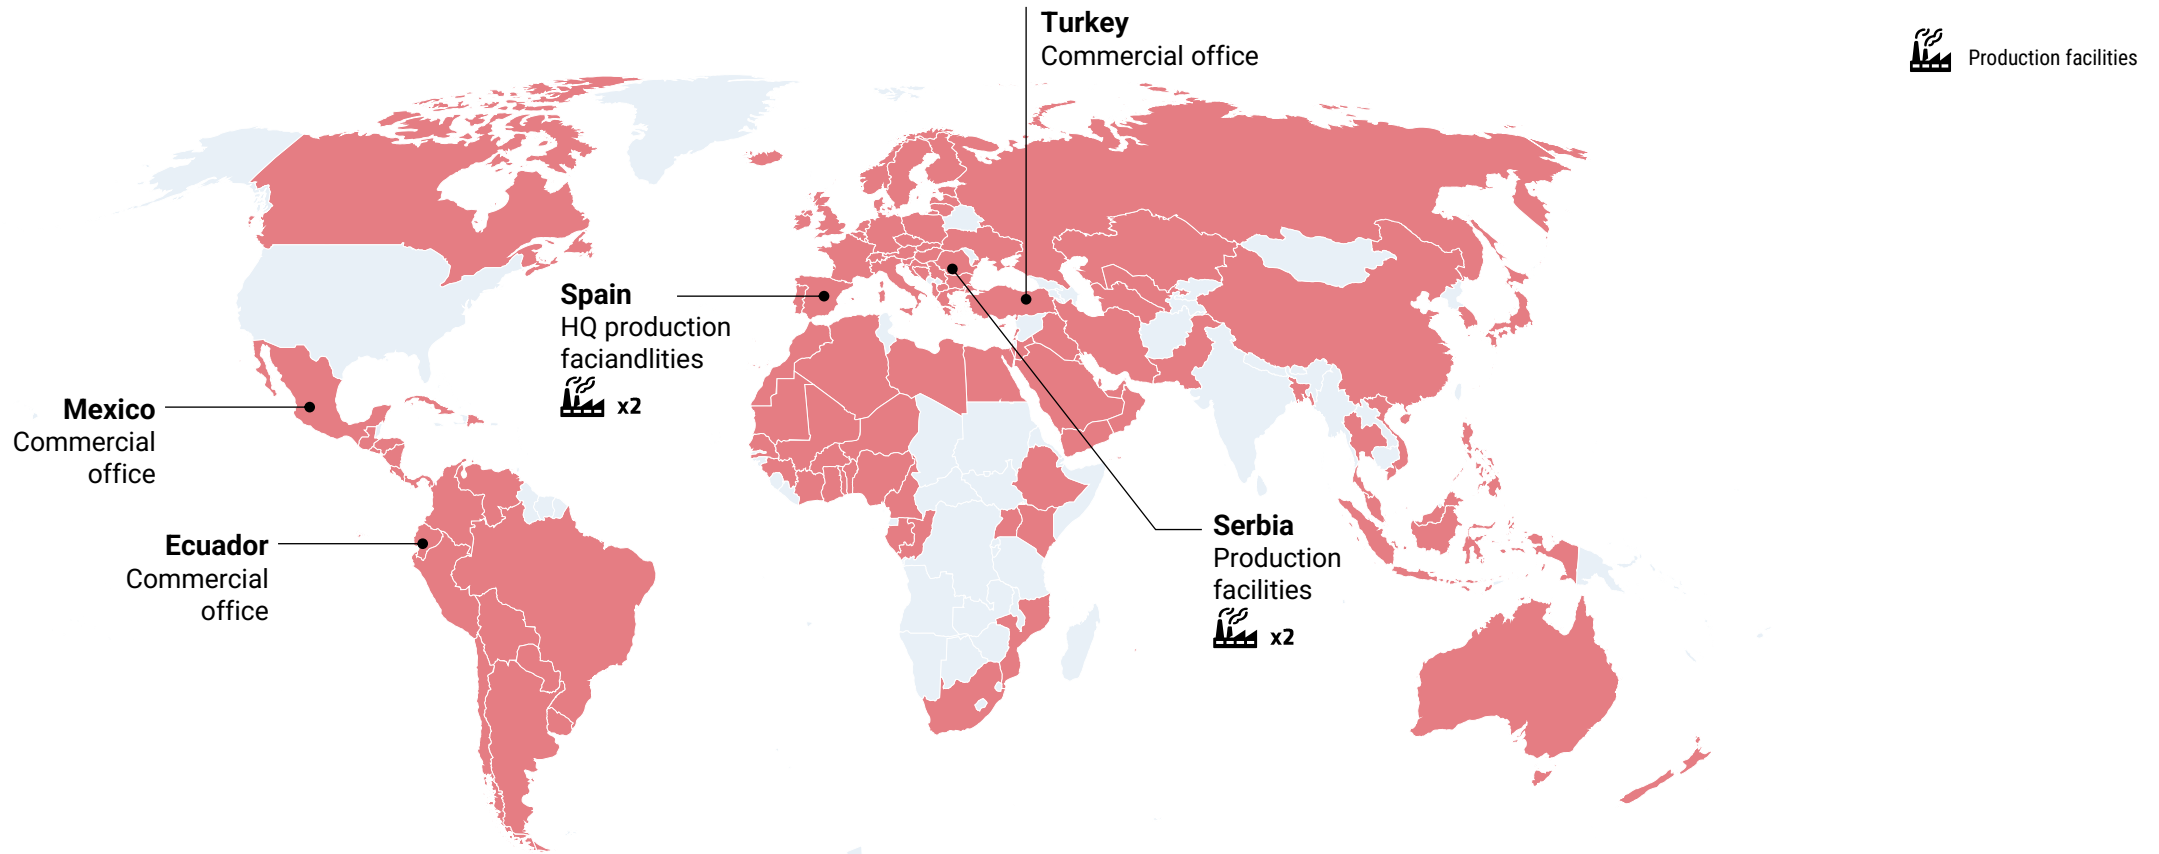 Turkey
Commercial office
Production facilities
Spain
HQ production
faciandlities
x2
Mexico
Commercial
office
Ecuador
Commercial
office
Serbia
Production
facilities
x2